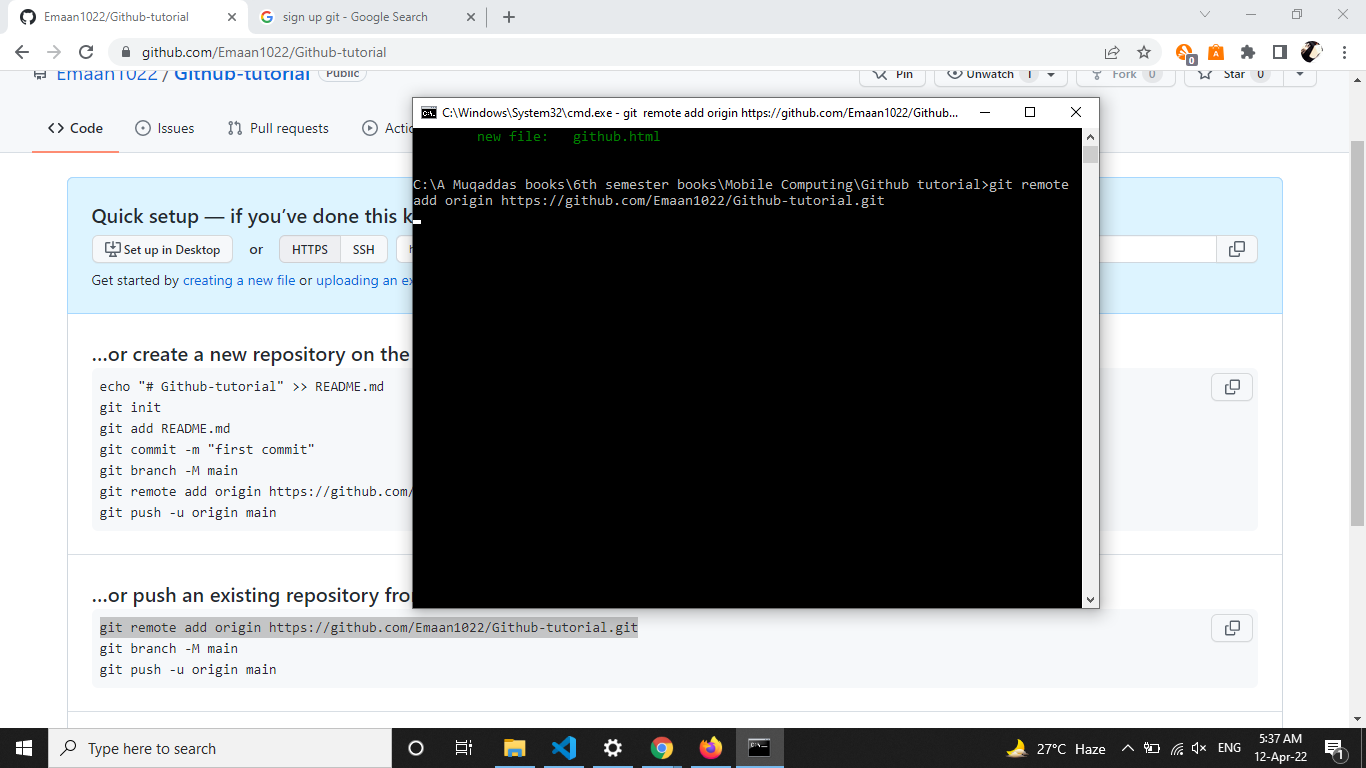 Emaan1022/Github-tutorial
sign up git - Google Search
github.com/Emaan1022/Github-tutorial
0
Emaan1022 / Github-tutorial Public
Pin
Unwatch 1
Fork 0
Star 0
Code
Issues
Pull requests
C:\Windows\System32\cmd.exe - git remote add origin https://github.com/Emaan1022/Github...
new file: github.html
C:\A Muqaddas books\6th semester books\Mobile Computing\Github tutorial>git remote
add origin https://github.com/Emaan1022/Github-tutorial.git
Quick setup — if you've done this k
Set up in Desktop
or
HTTPS
SSH
Get started by creating a new file or uploading an ex
...or create a new repository on the
echo "# Github-tutorial" >> README.md
git init
git add README.md
git commit -m "first commit"
git branch -M main
git remote add origin https://github.com/
git push -u origin main
...or push an existing repository fro
git remote add origin https://github.com/Emaan1022/Github-tutorial.git
git branch -M main
git push -u origin main
Type here to search
27°C Haze
ENG
5:37 AM
12-Apr-22
1